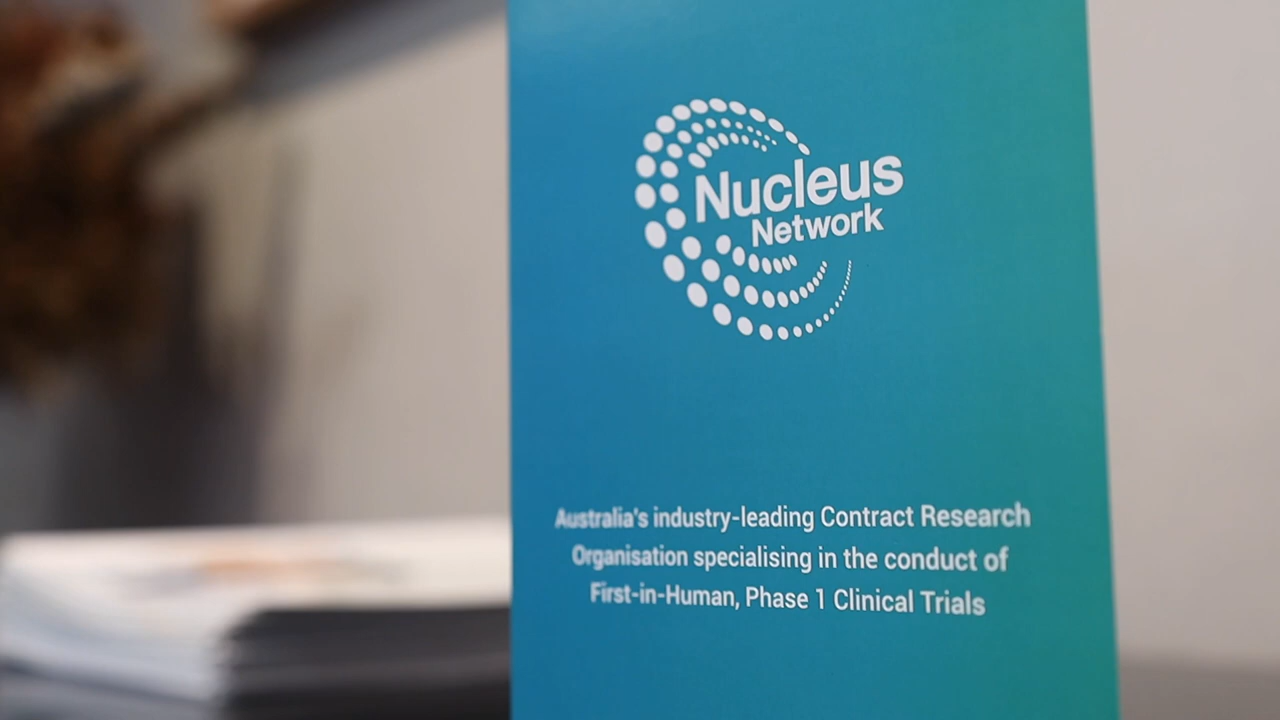 Nucleus
Network
Australia's industry-leading Contract Research
Organisation specialising in the conduct of
First-in-Human, Phase 1 Clinical Trials